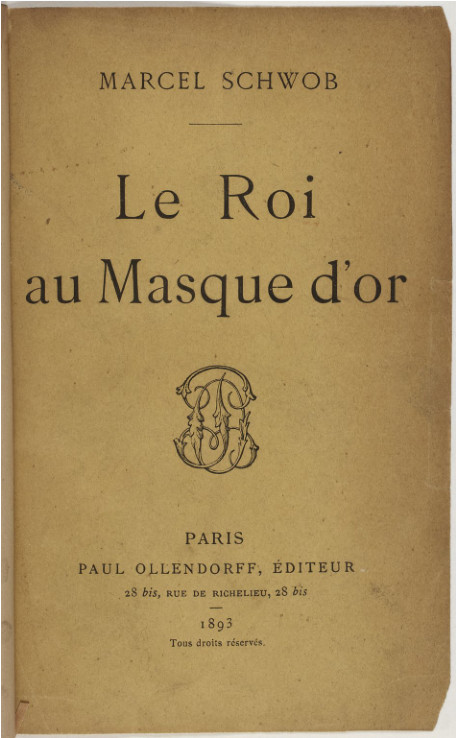 MARCEL SCHWOB
Le Roi
au Masque d'or
PARIS
PAUL OLLENDORFF, ÉDITEUR
28 bis, RUE DE RICHELIEU, 28 bis
1893
Tous droits réservés.